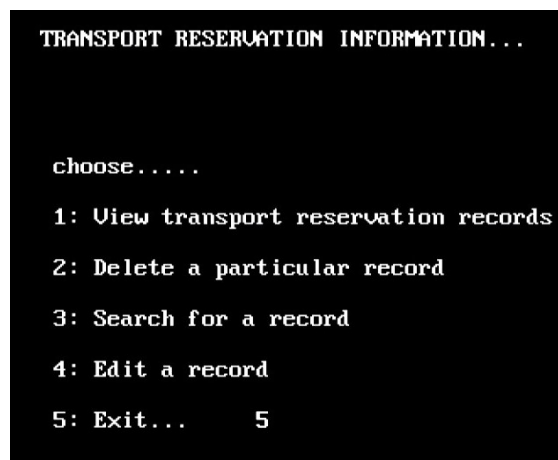 TRANSPORT RESERVATION INFORMATION...
choose.....
1: View transport reservation records
2: Delete a particular record
3: Search for a record
4: Edit a record
5: Exit... 5